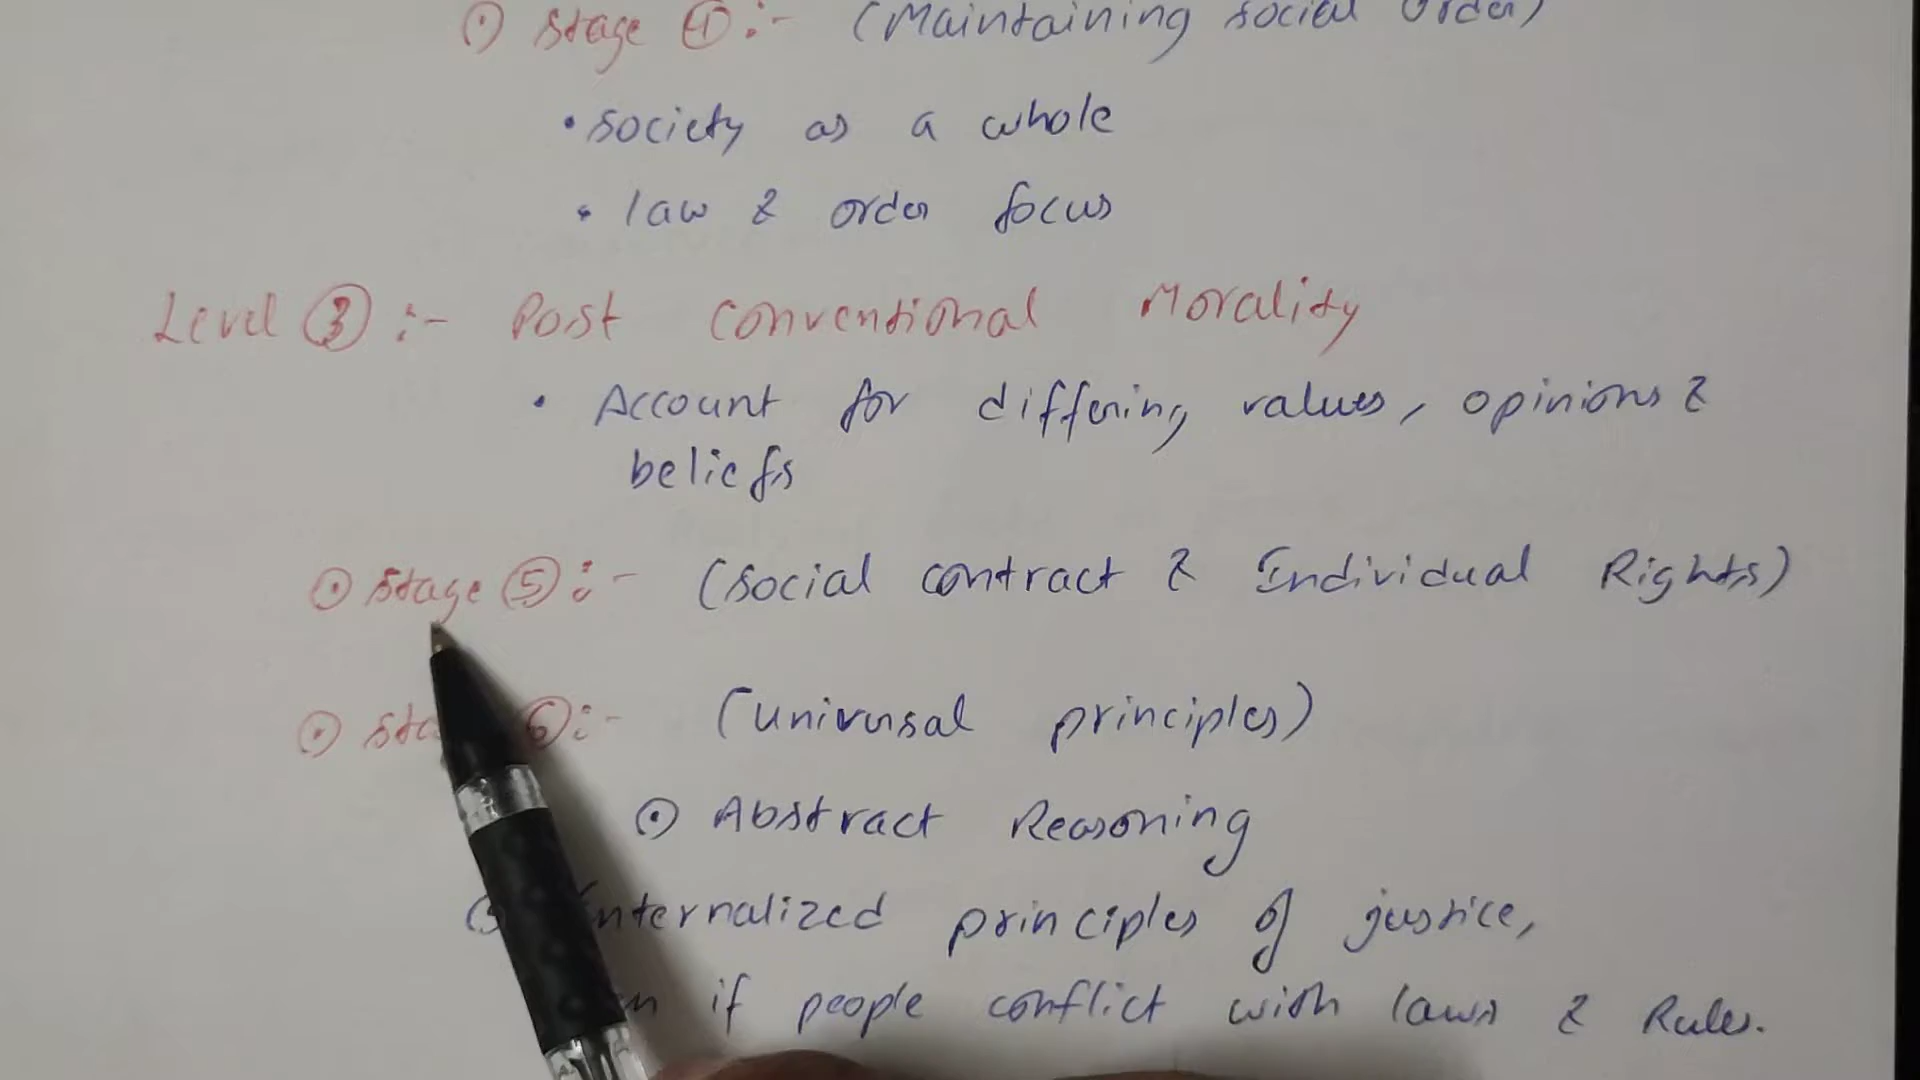 ⊙ Stage ④ :- (Maintaining social order)
• society as a whole
• law & order focus
Level ③ :- Post conventional Morality
• Account for differing values, opinions &
beliefs
⊙ Stage ⑤ :- (social contract & Individual Rights)
⊙ ⑥ :- (universal principles)
⊙ Abstract Reasoning
Internalized principles of justice,
if people conflict with laws & Rules.